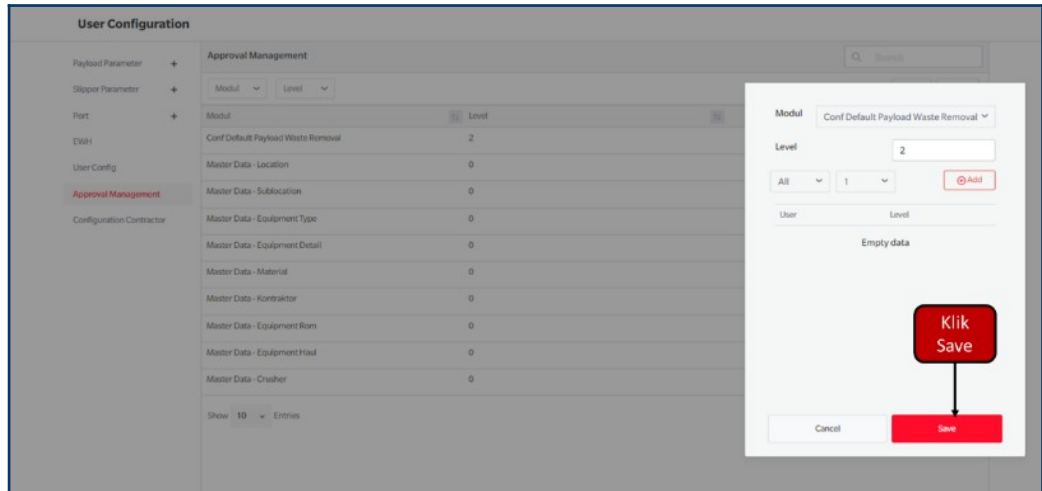 User Configuration
Payload Parameter +
Slipper Parameter +
Port +
EWH
User Config
Approval Management
Configuration Contractor
Approval Management
Search
Modul Level
Modul Level
Conf Default Payload Waste Removal 2
Master Data - Location 0
Master Data - Sublocation 0
Master Data - Equipment Type 0
Master Data - Equipment Detail 0
Master Data - Material 0
Master Data - Kontraktor 0
Master Data - Equipment Rom 0
Master Data - Equipment Haul 0
Master Data - Crusher 0
Show 10 Entries
Modul Conf Default Payload Waste Removal
Level 2
All 1 Add
User Level
Empty data
Klik
Save
Cancel Save